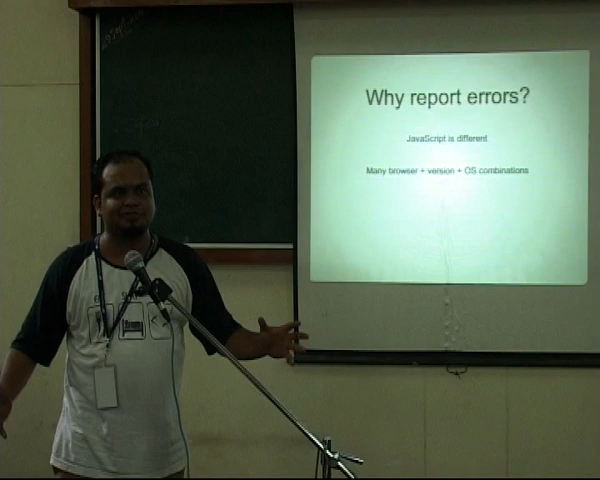 Why report errors?
JavaScript is different
Many browser + version + OS combinations